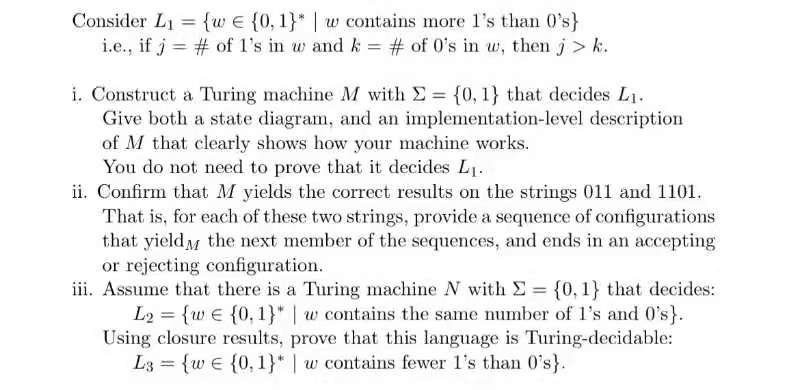 Consider L₁ = {w ∈ {0, 1}* | w contains more 1's than 0's}
i.e., if j = # of 1's in w and k = # of 0's in w, then j > k.
i. Construct a Turing machine M with Σ = {0, 1} that decides L₁.
Give both a state diagram, and an implementation-level description
of M that clearly shows how your machine works.
You do not need to prove that it decides L₁.
ii. Confirm that M yields the correct results on the strings 011 and 1101.
That is, for each of these two strings, provide a sequence of configurations
that yield_M the next member of the sequences, and ends in an accepting
or rejecting configuration.
iii. Assume that there is a Turing machine N with Σ = {0, 1} that decides:
L₂ = {w ∈ {0, 1}* | w contains the same number of 1's and 0's}.
Using closure results, prove that this language is Turing-decidable:
L₃ = {w ∈ {0, 1}* | w contains fewer 1's than 0's}.